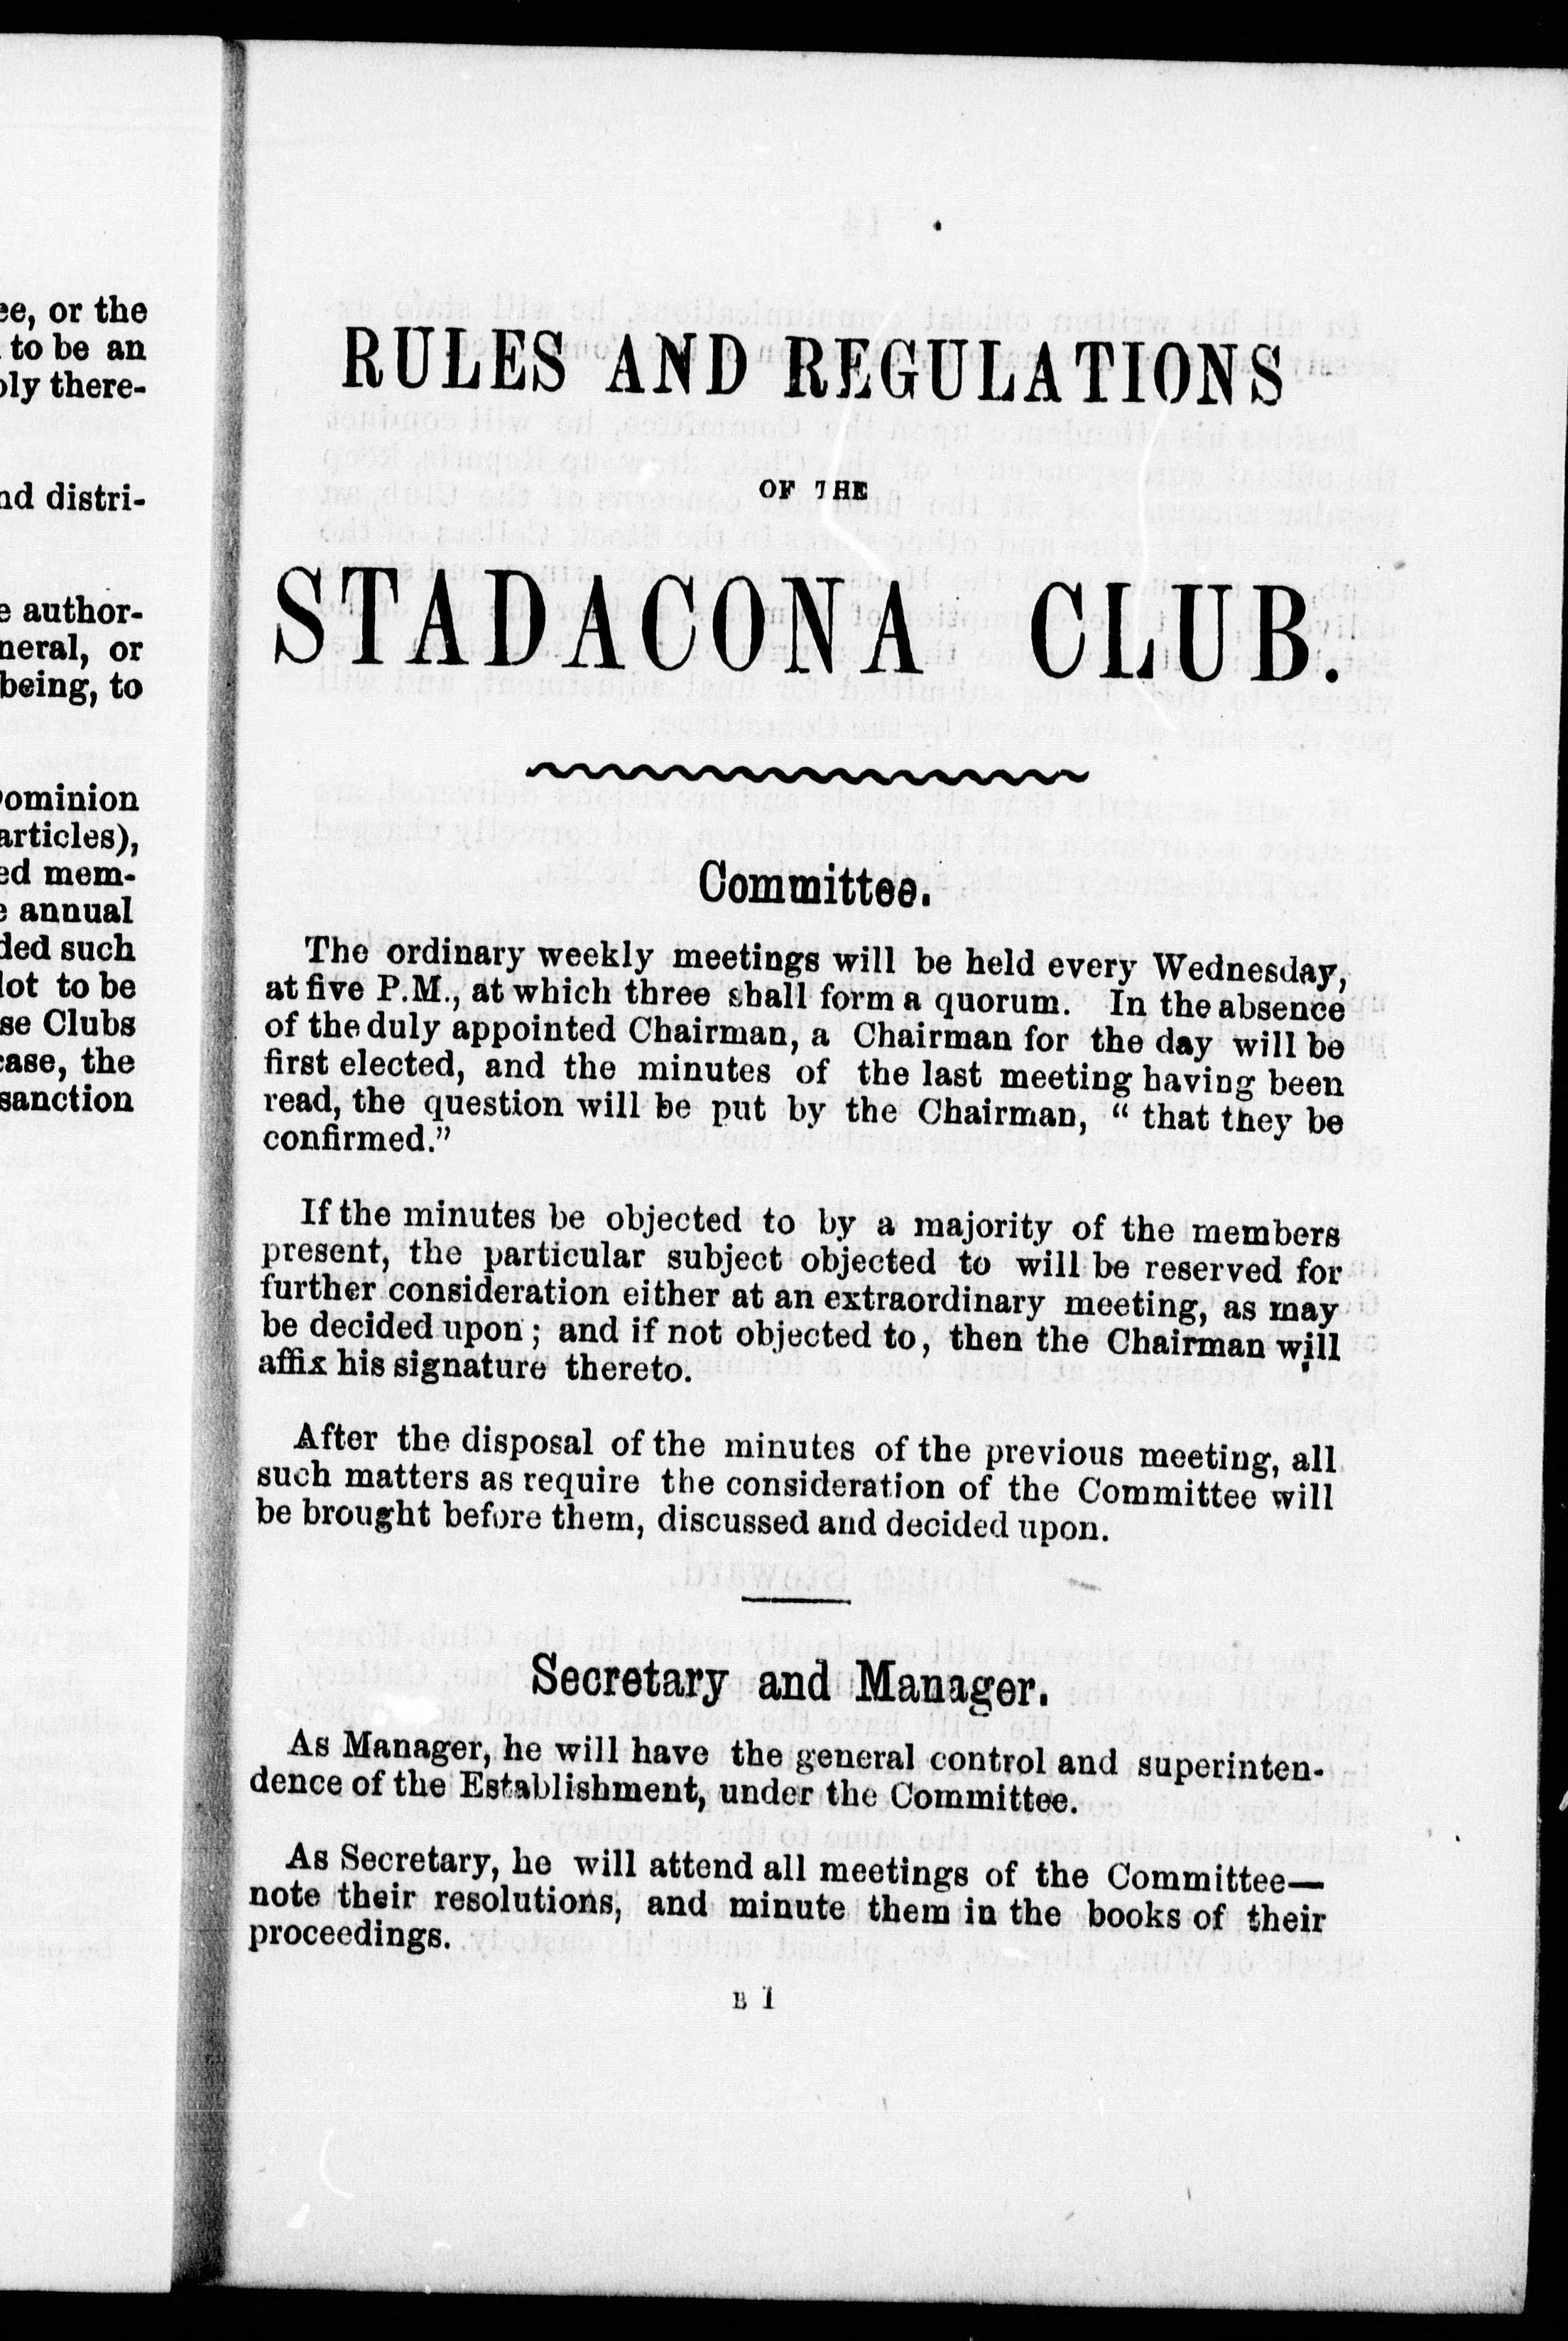 ee, or the
to be an
ply there-
nd distri-
e author-
neral, or
being, to
Dominion
articles),
ed mem-
e annual
ded such
lot to be
se Clubs
case, the
sanction
RULES AND REGULATIONS
OF THE
STADACONA CLUB.
Committee.
The ordinary weekly meetings will be held every Wednesday,
at five P.M., at which three shall form a quorum. In the absence
of the duly appointed Chairman, a Chairman for the day will be
first elected, and the minutes of the last meeting having been
read, the question will be put by the Chairman, “ that they be
confirmed.”
If the minutes be objected to by a majority of the members
present, the particular subject objected to will be reserved for
further consideration either at an extraordinary meeting, as may
be decided upon ; and if not objected to, then the Chairman will
affix his signature thereto.
After the disposal of the minutes of the previous meeting, all
such matters as require the consideration of the Committee will
be brought before them, discussed and decided upon.
Secretary and Manager.
As Manager, he will have the general control and superinten-
dence of the Establishment, under the Committee.
As Secretary, he will attend all meetings of the Committee—
note their resolutions, and minute them in the books of their
proceedings.
B 1